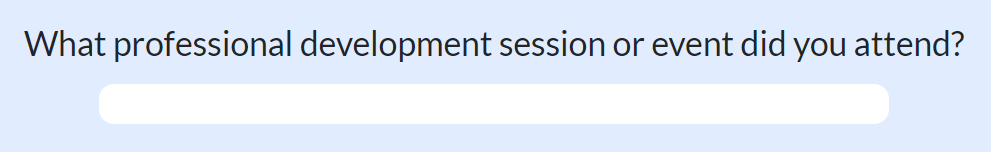 What professional development session or event did you attend?